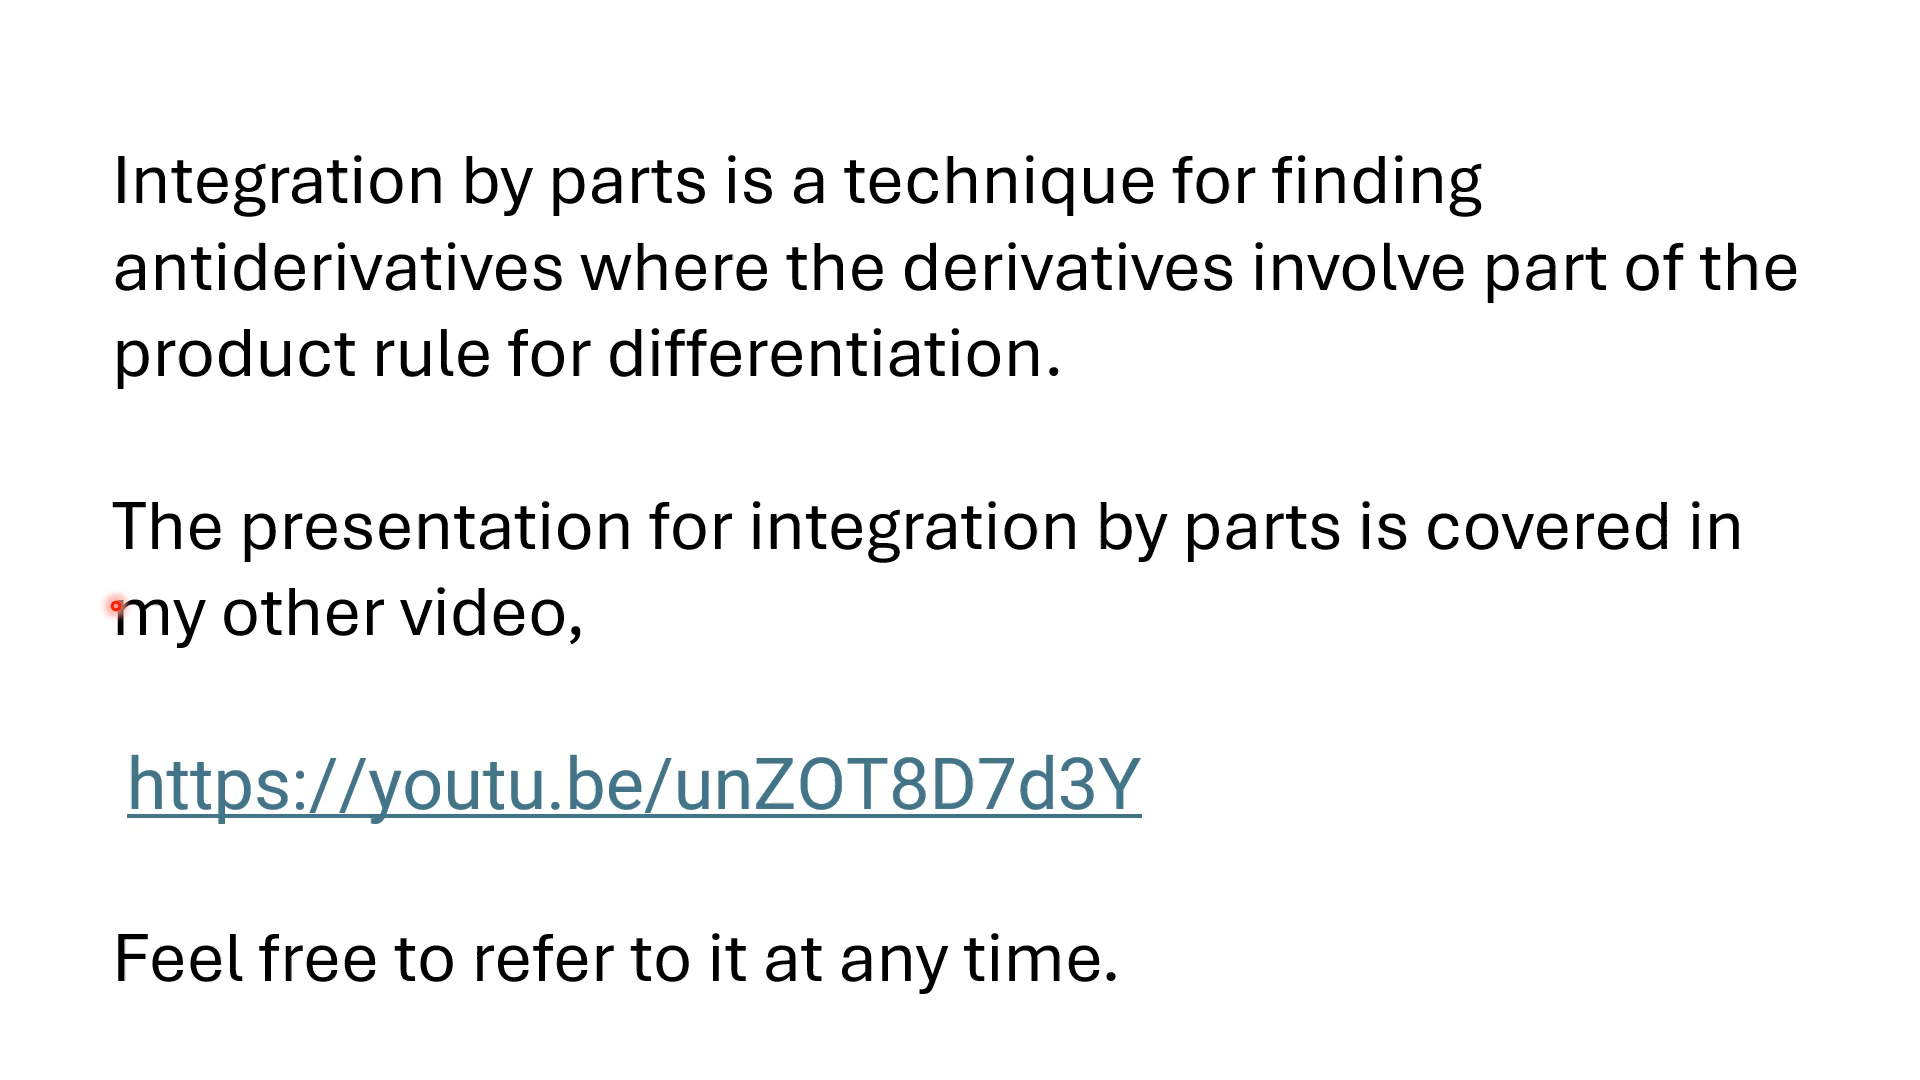 Integration by parts is a technique for finding
antiderivatives where the derivatives involve part of the
product rule for differentiation.
The presentation for integration by parts is covered in
my other video,
https://youtu.be/unZOT8D7d3Y
Feel free to refer to it at any time.